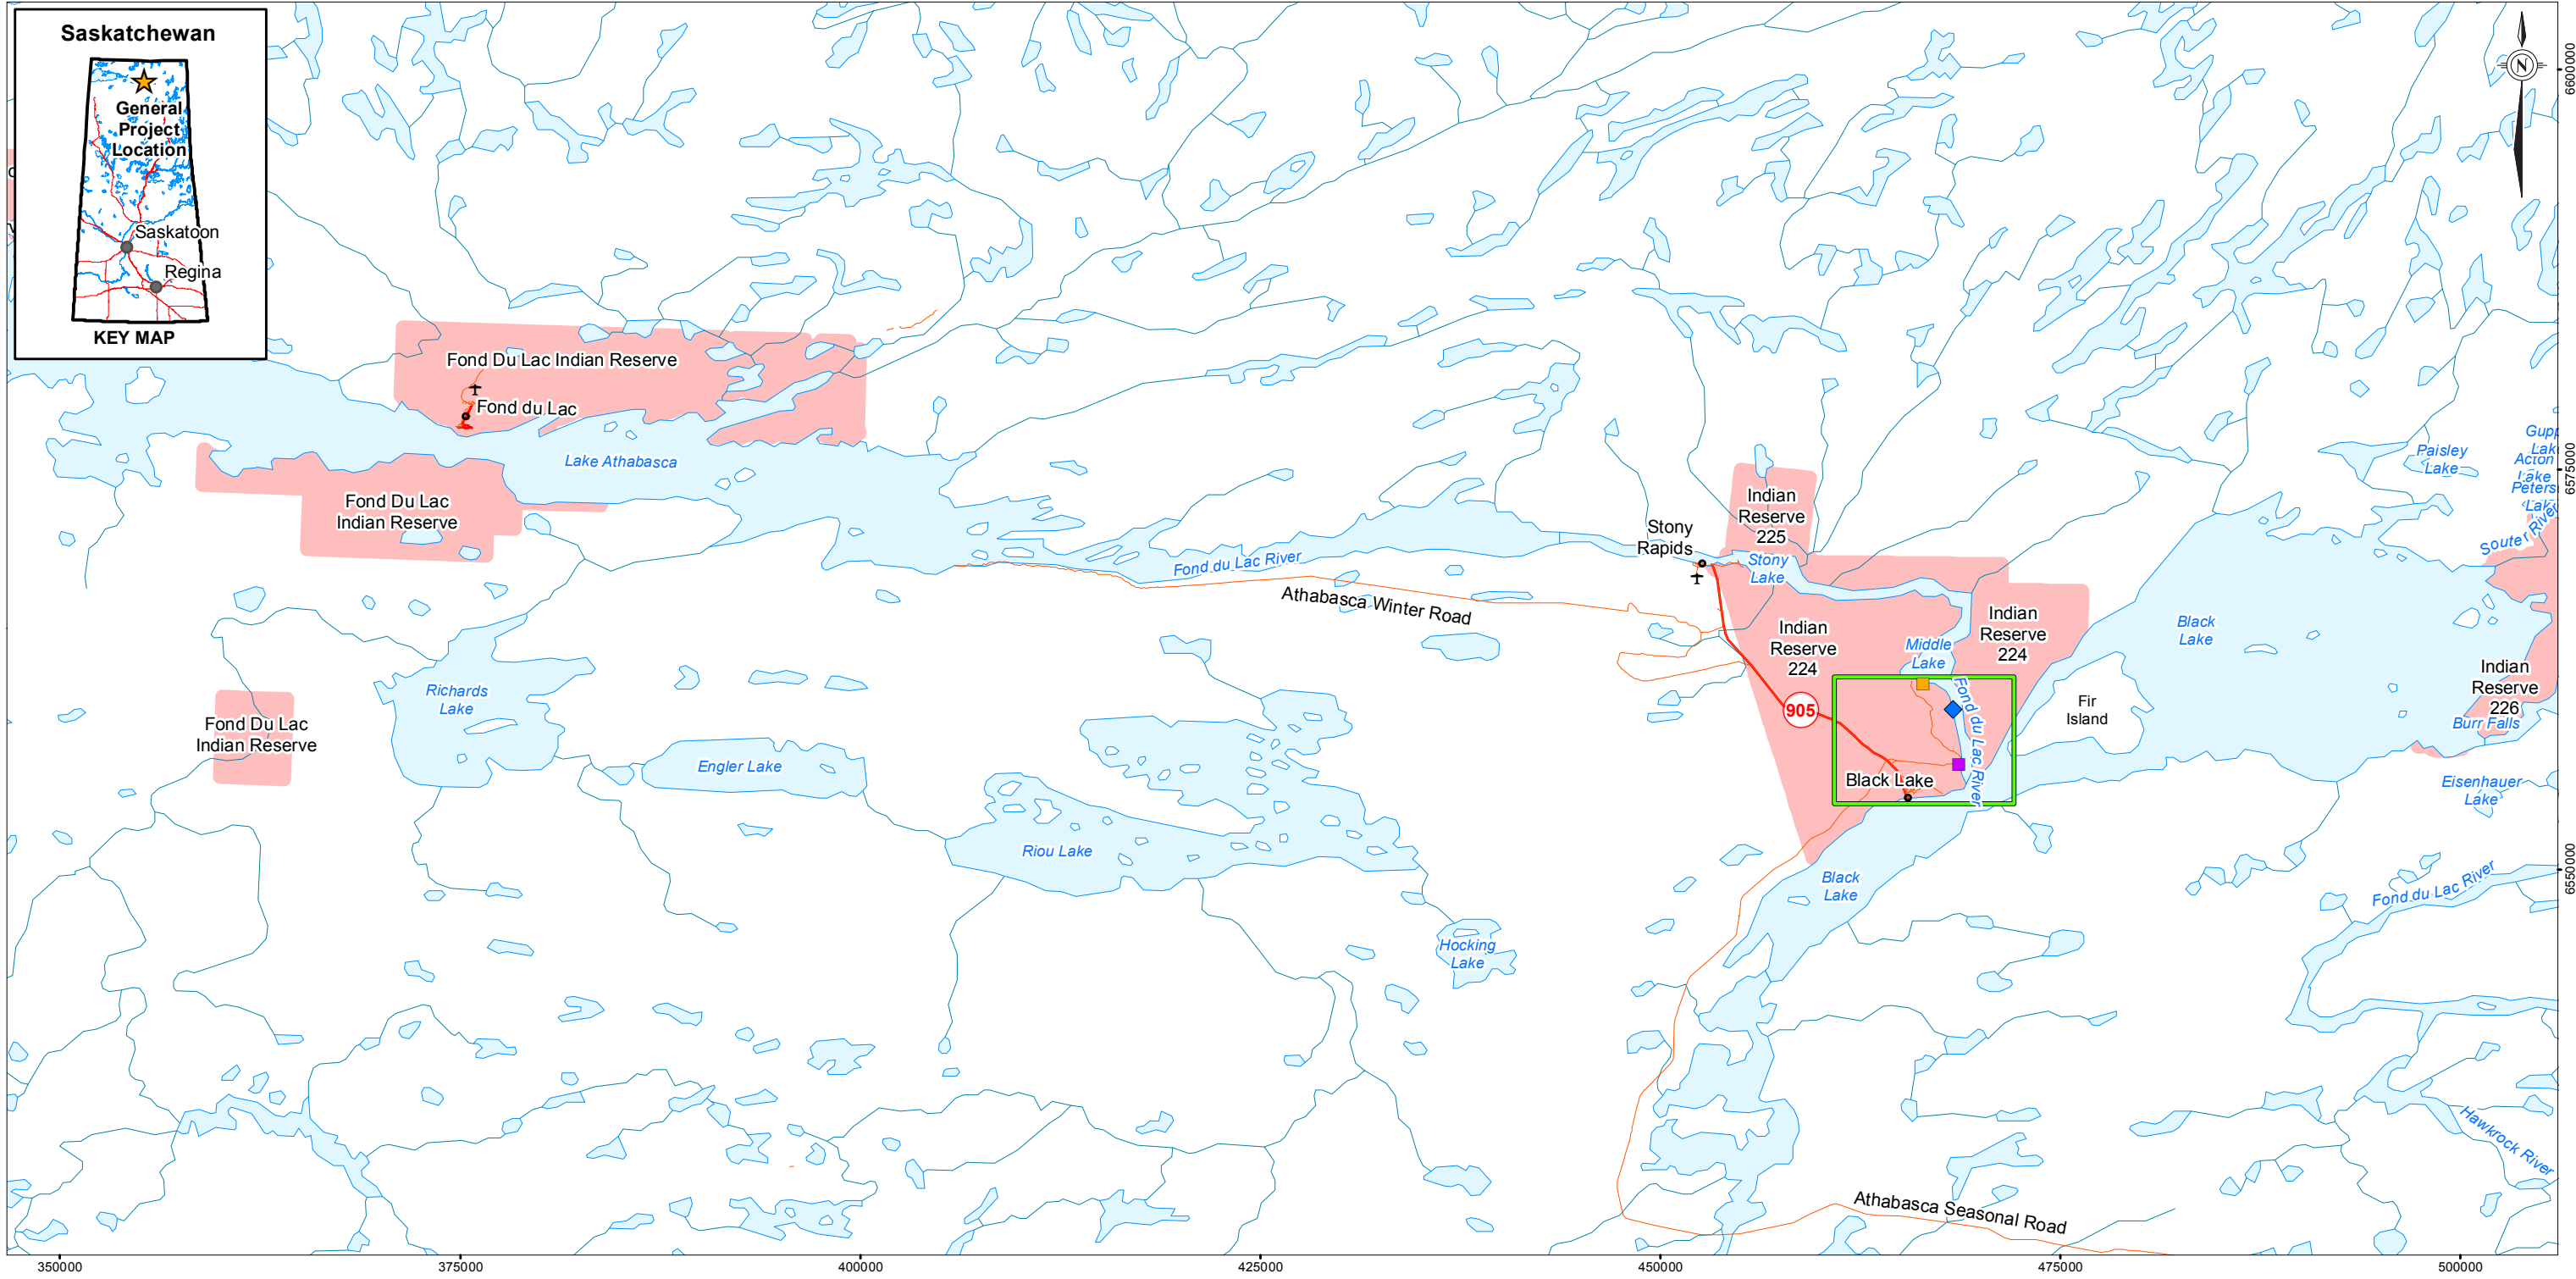 Saskatchewan
General
Project
Location
Saskatoon
Regina
KEY MAP
N
6600000
Fond Du Lac Indian Reserve
Fond du Lac
Lake Athabasca
Fond Du Lac
Indian Reserve
Fond Du Lac
Indian Reserve
Richards
Lake
Engler Lake
Riou Lake
Hocking
Lake
Fond du Lac River
Athabasca Winter Road
Stony
Rapids
Indian
Reserve
225
Stony
Lake
Indian
Reserve
224
Middle
Lake
Indian
Reserve
224
905
Fond du Lac River
Black Lake
Fir
Island
Black
Lake
Black
Lake
Paisley
Lake
Acton
Lake
6575000
Souter River
Indian
Reserve
226
Burr Falls
Eisenhauer
Lake
6550000
Fond du Lac River
Hawkrock River
Athabasca Seasonal Road
350000
375000
400000
425000
450000
475000
500000